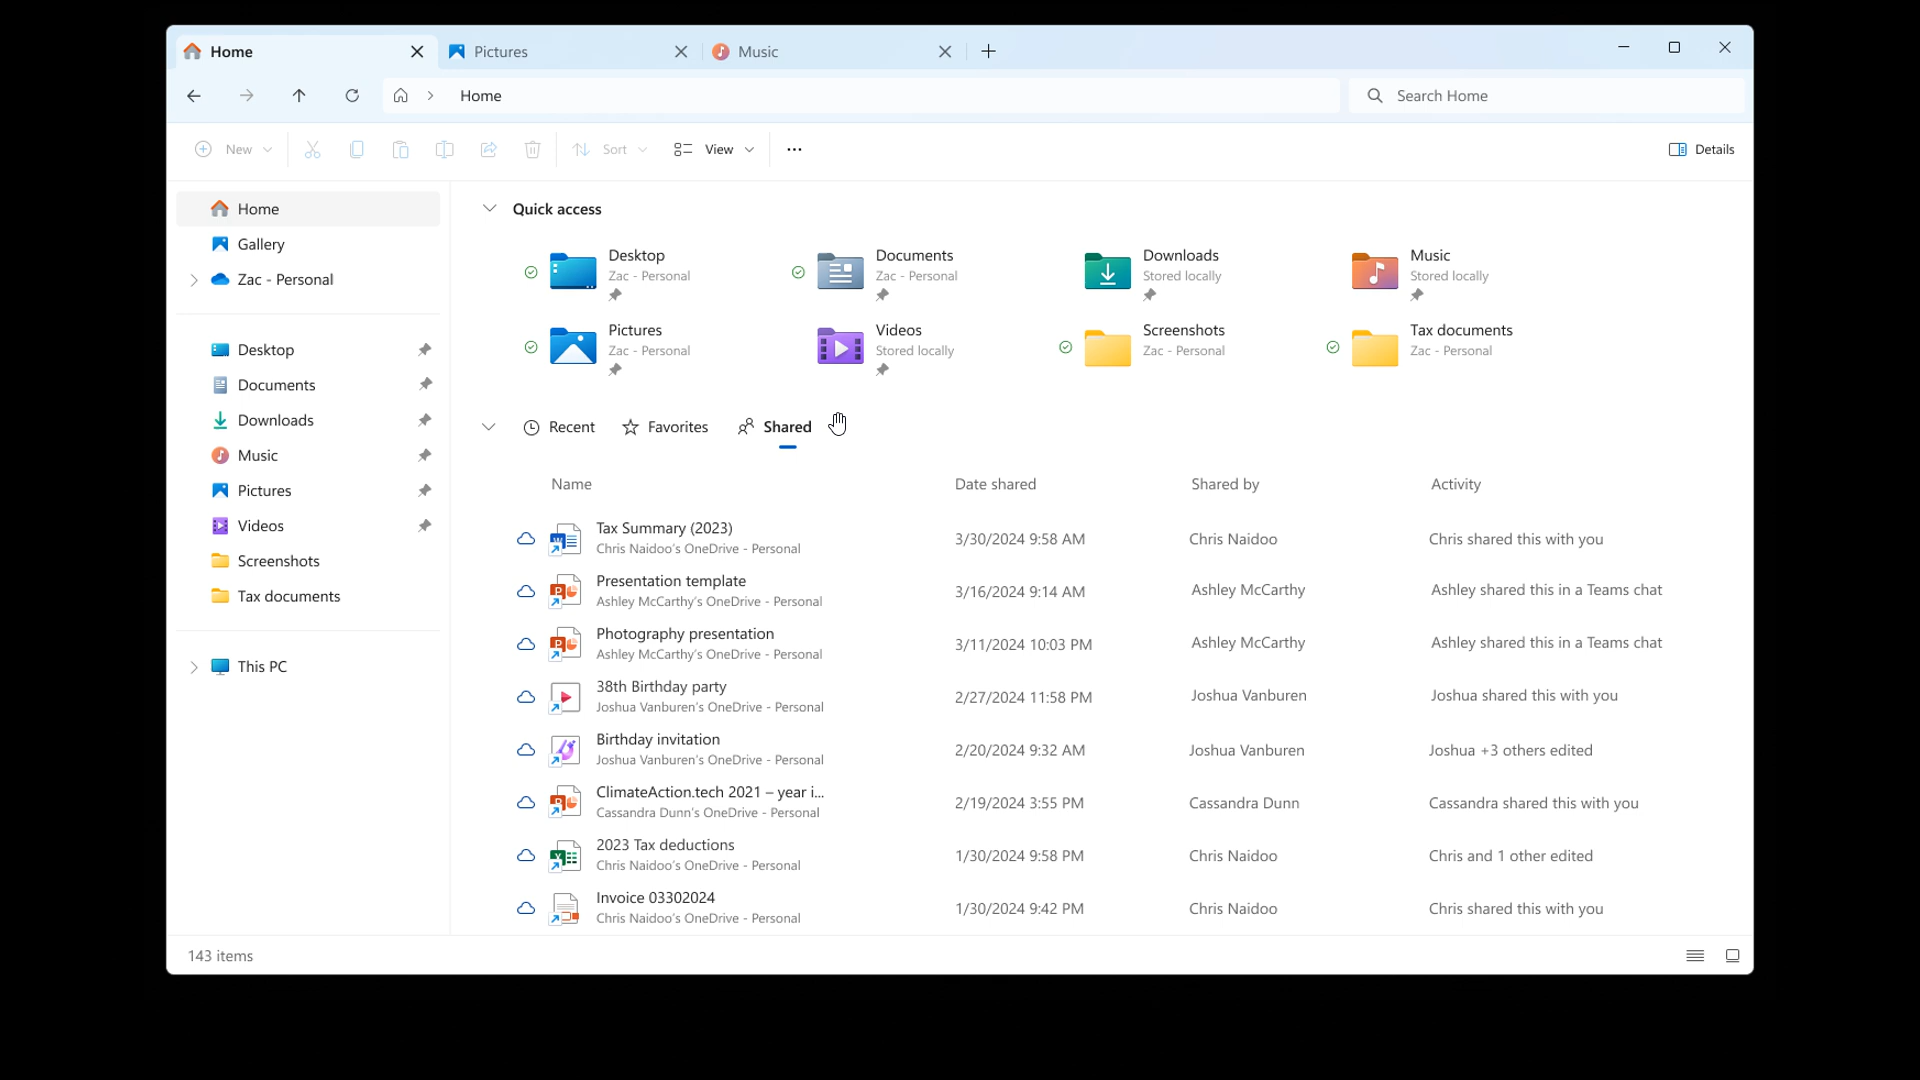 Home
Pictures
Music
Home
Search Home
New
Sort
View
Details
Home
Gallery
Zac - Personal
Desktop
Documents
Downloads
Music
Pictures
Videos
Screenshots
Tax documents
This PC
Quick access
Desktop
Zac - Personal
Documents
Zac - Personal
Downloads
Stored locally
Music
Stored locally
Pictures
Zac - Personal
Videos
Stored locally
Screenshots
Zac - Personal
Tax documents
Zac - Personal
Recent Favorites Shared
Name Date shared Shared by Activity
Tax Summary (2023)
Chris Naidoo's OneDrive - Personal
3/30/2024 9:58 AM Chris Naidoo Chris shared this with you
Presentation template
Ashley McCarthy's OneDrive - Personal
3/16/2024 9:14 AM Ashley McCarthy Ashley shared this in a Teams chat
Photography presentation
Ashley McCarthy's OneDrive - Personal
3/11/2024 10:03 PM Ashley McCarthy Ashley shared this in a Teams chat
38th Birthday party
Joshua Vanburen's OneDrive - Personal
2/27/2024 11:58 PM Joshua Vanburen Joshua shared this with you
Birthday invitation
Joshua Vanburen's OneDrive - Personal
2/20/2024 9:32 AM Joshua Vanburen Joshua +3 others edited
ClimateAction.tech 2021 – year i...
Cassandra Dunn's OneDrive - Personal
2/19/2024 3:55 PM Cassandra Dunn Cassandra shared this with you
2023 Tax deductions
Chris Naidoo's OneDrive - Personal
1/30/2024 9:58 PM Chris Naidoo Chris and 1 other edited
Invoice 03302024
Chris Naidoo's OneDrive - Personal
1/30/2024 9:42 PM Chris Naidoo Chris shared this with you
143 items